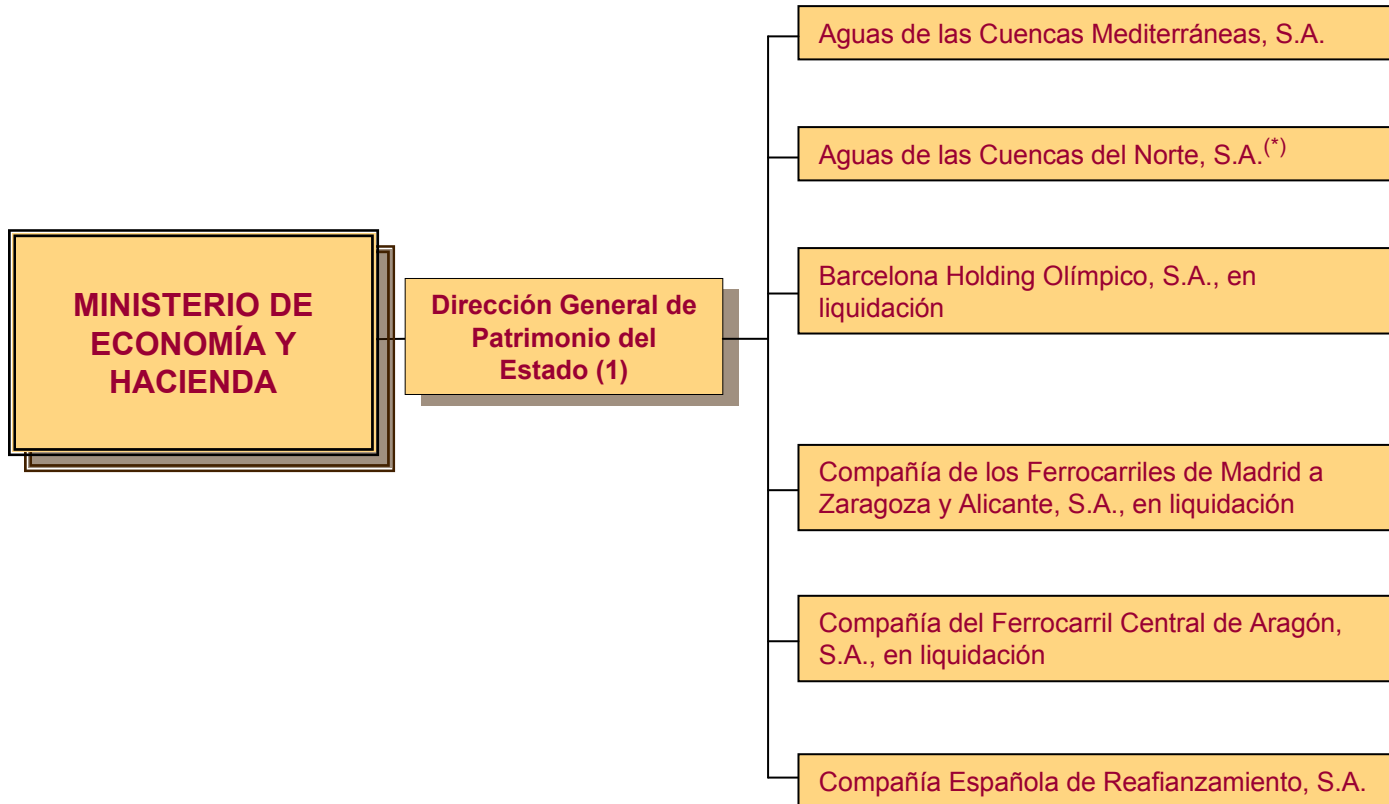 MINISTERIO DE
ECONOMÍA Y
HACIENDA
Dirección General de
Patrimonio del
Estado (1)
Aguas de las Cuencas Mediterráneas, S.A.
Aguas de las Cuencas del Norte, S.A.(*)
Barcelona Holding Olímpico, S.A., en
liquidación
Compañía de los Ferrocarriles de Madrid a
Zaragoza y Alicante, S.A., en liquidación
Compañía del Ferrocarril Central de Aragón,
S.A., en liquidación
Compañía Española de Reafianzamiento, S.A.